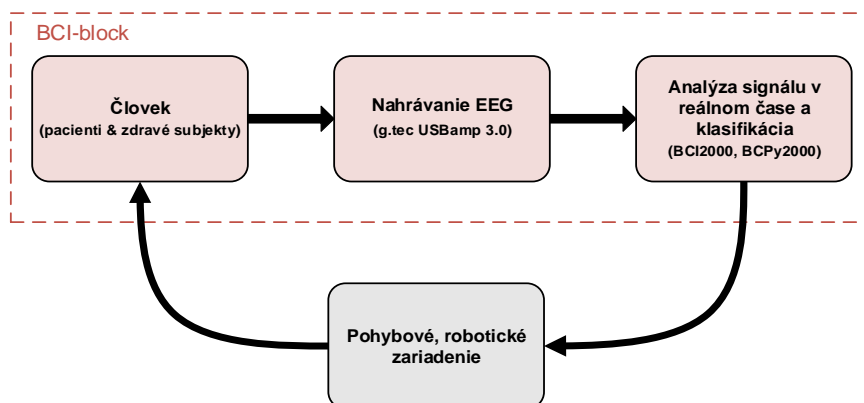 BCI-block
Človek
(pacienti & zdravé subjekty)
Nahrávanie EEG
(g.tec USBamp 3.0)
Analýza signálu v
reálnom čase a
klasifikácia
(BCI2000, BCPy2000)
Pohybové, robotické
zariadenie